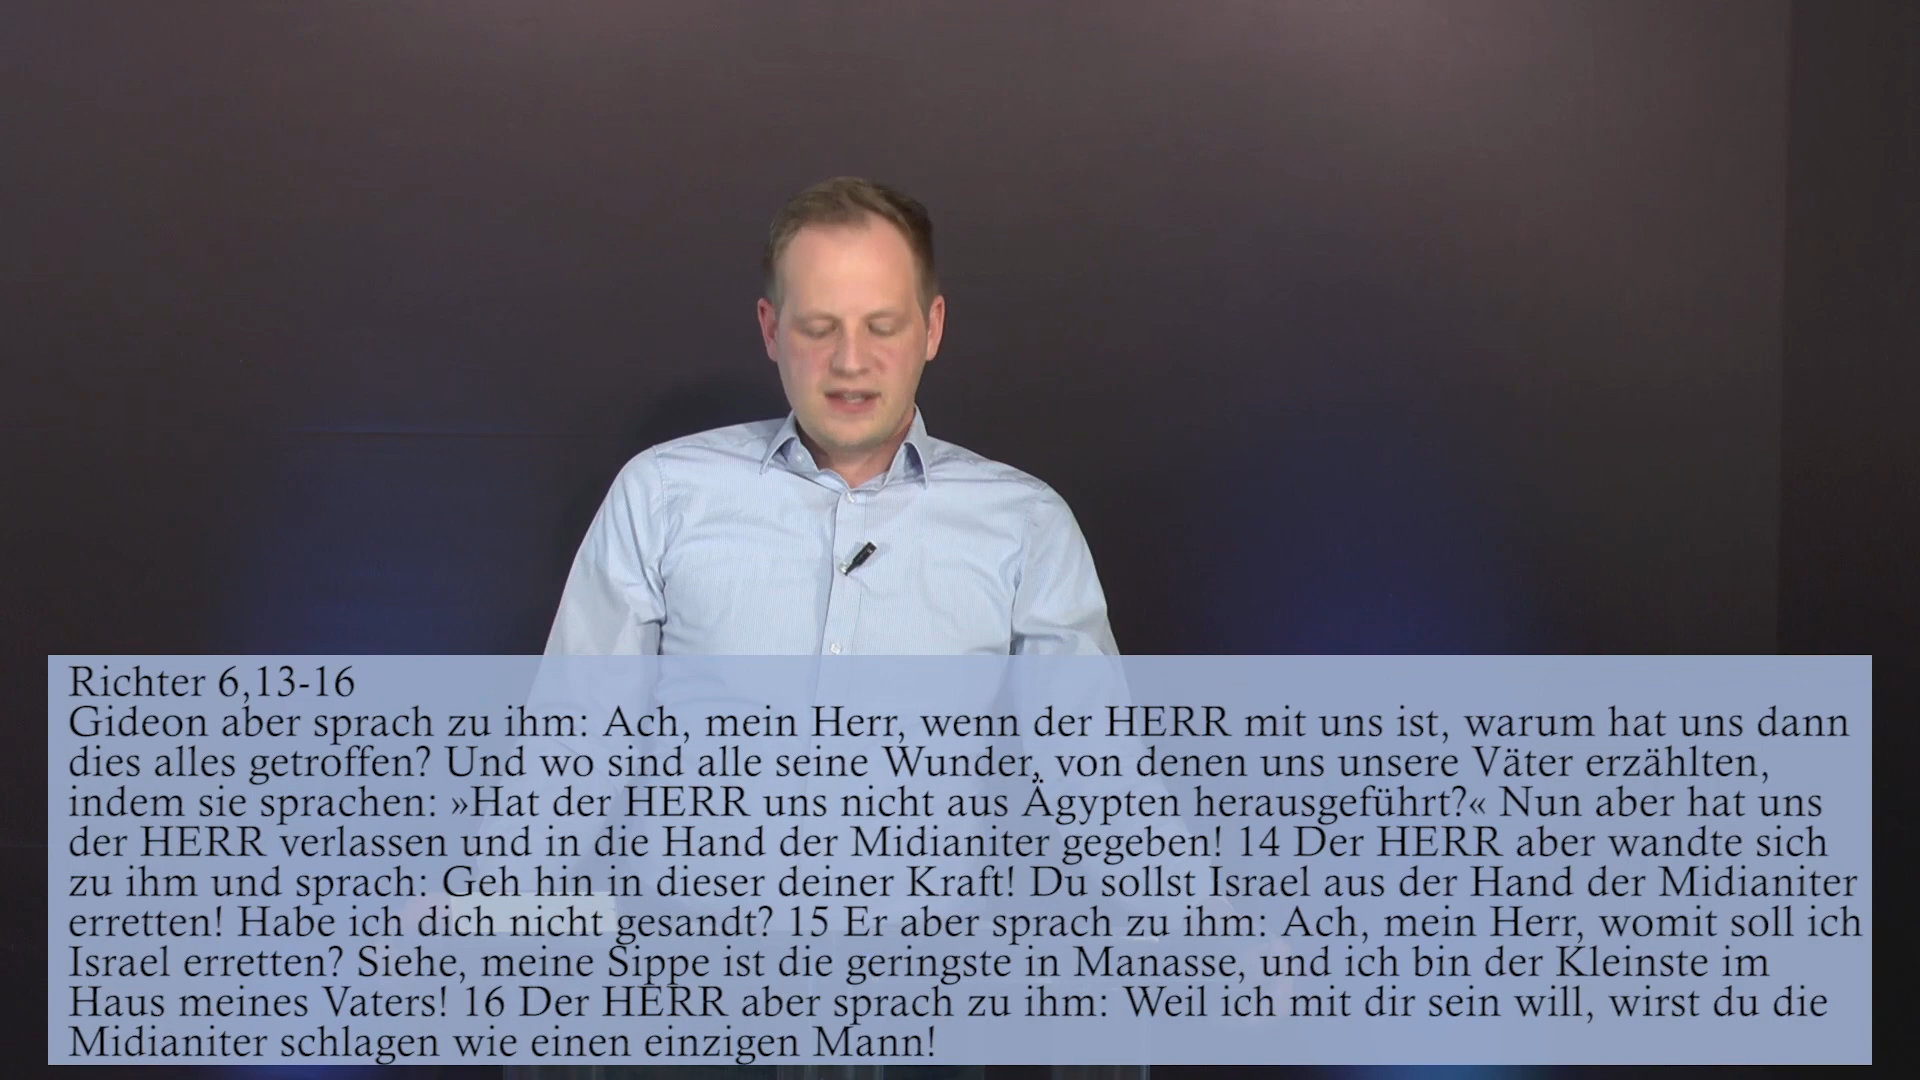 Richter 6,13-16
Gideon aber sprach zu ihm: Ach, mein Herr, wenn der HERR mit uns ist, warum hat uns dann
dies alles getroffen? Und wo sind alle seine Wunder, von denen uns unsere Väter erzählten,
indem sie sprachen: »Hat der HERR uns nicht aus Ägypten herausgeführt?« Nun aber hat uns
der HERR verlassen und in die Hand der Midianiter gegeben! 14 Der HERR aber wandte sich
zu ihm und sprach: Geh hin in dieser deiner Kraft! Du sollst Israel aus der Hand der Midianiter
erretten! Habe ich dich nicht gesandt? 15 Er aber sprach zu ihm: Ach, mein Herr, womit soll ich
Israel erretten? Siehe, meine Sippe ist die geringste in Manasse, und ich bin der Kleinste im
Haus meines Vaters! 16 Der HERR aber sprach zu ihm: Weil ich mit dir sein will, wirst du die
Midianiter schlagen wie einen einzigen Mann!